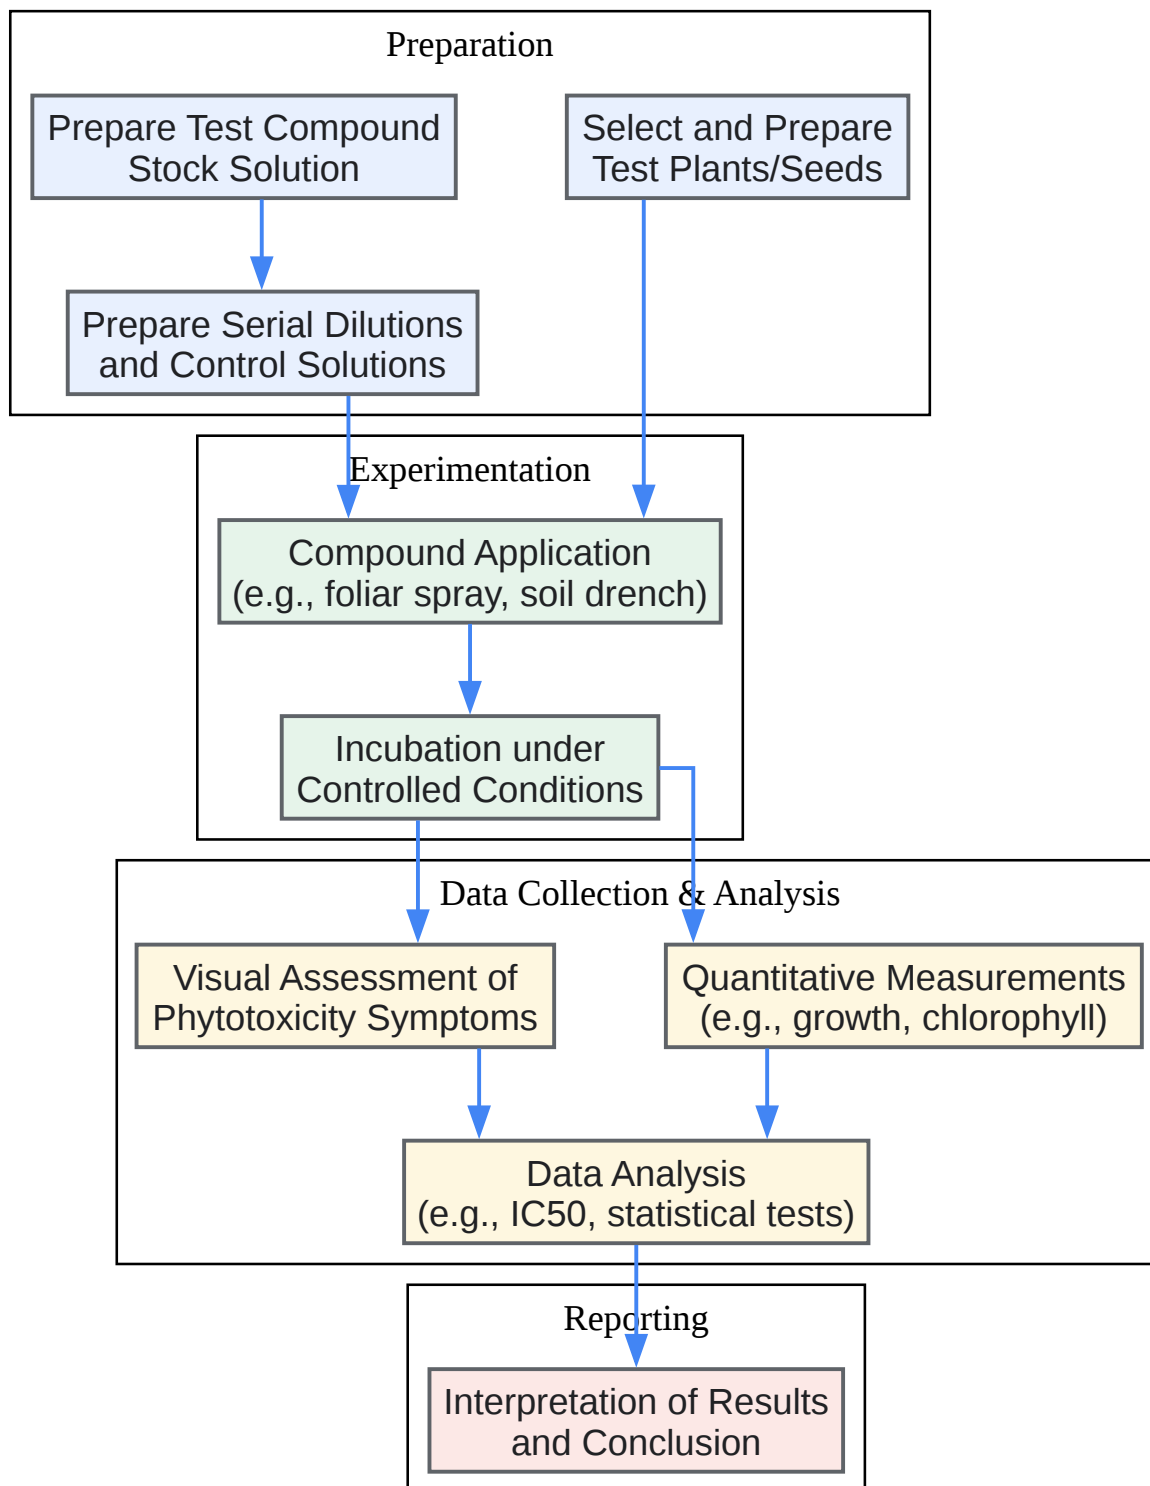 Preparation
Prepare Test Compound
Stock Solution
Select and Prepare
Test Plants/Seeds
Prepare Serial Dilutions
and Control Solutions
Experimentation
Compound Application
(e.g., foliar spray, soil drench)
Incubation under
Controlled Conditions
Data Collection & Analysis
Visual Assessment of
Phytotoxicity Symptoms
Quantitative Measurements
(e.g., growth, chlorophyll)
Data Analysis
(e.g., IC50, statistical tests)
Reporting
Interpretation of Results
and Conclusion